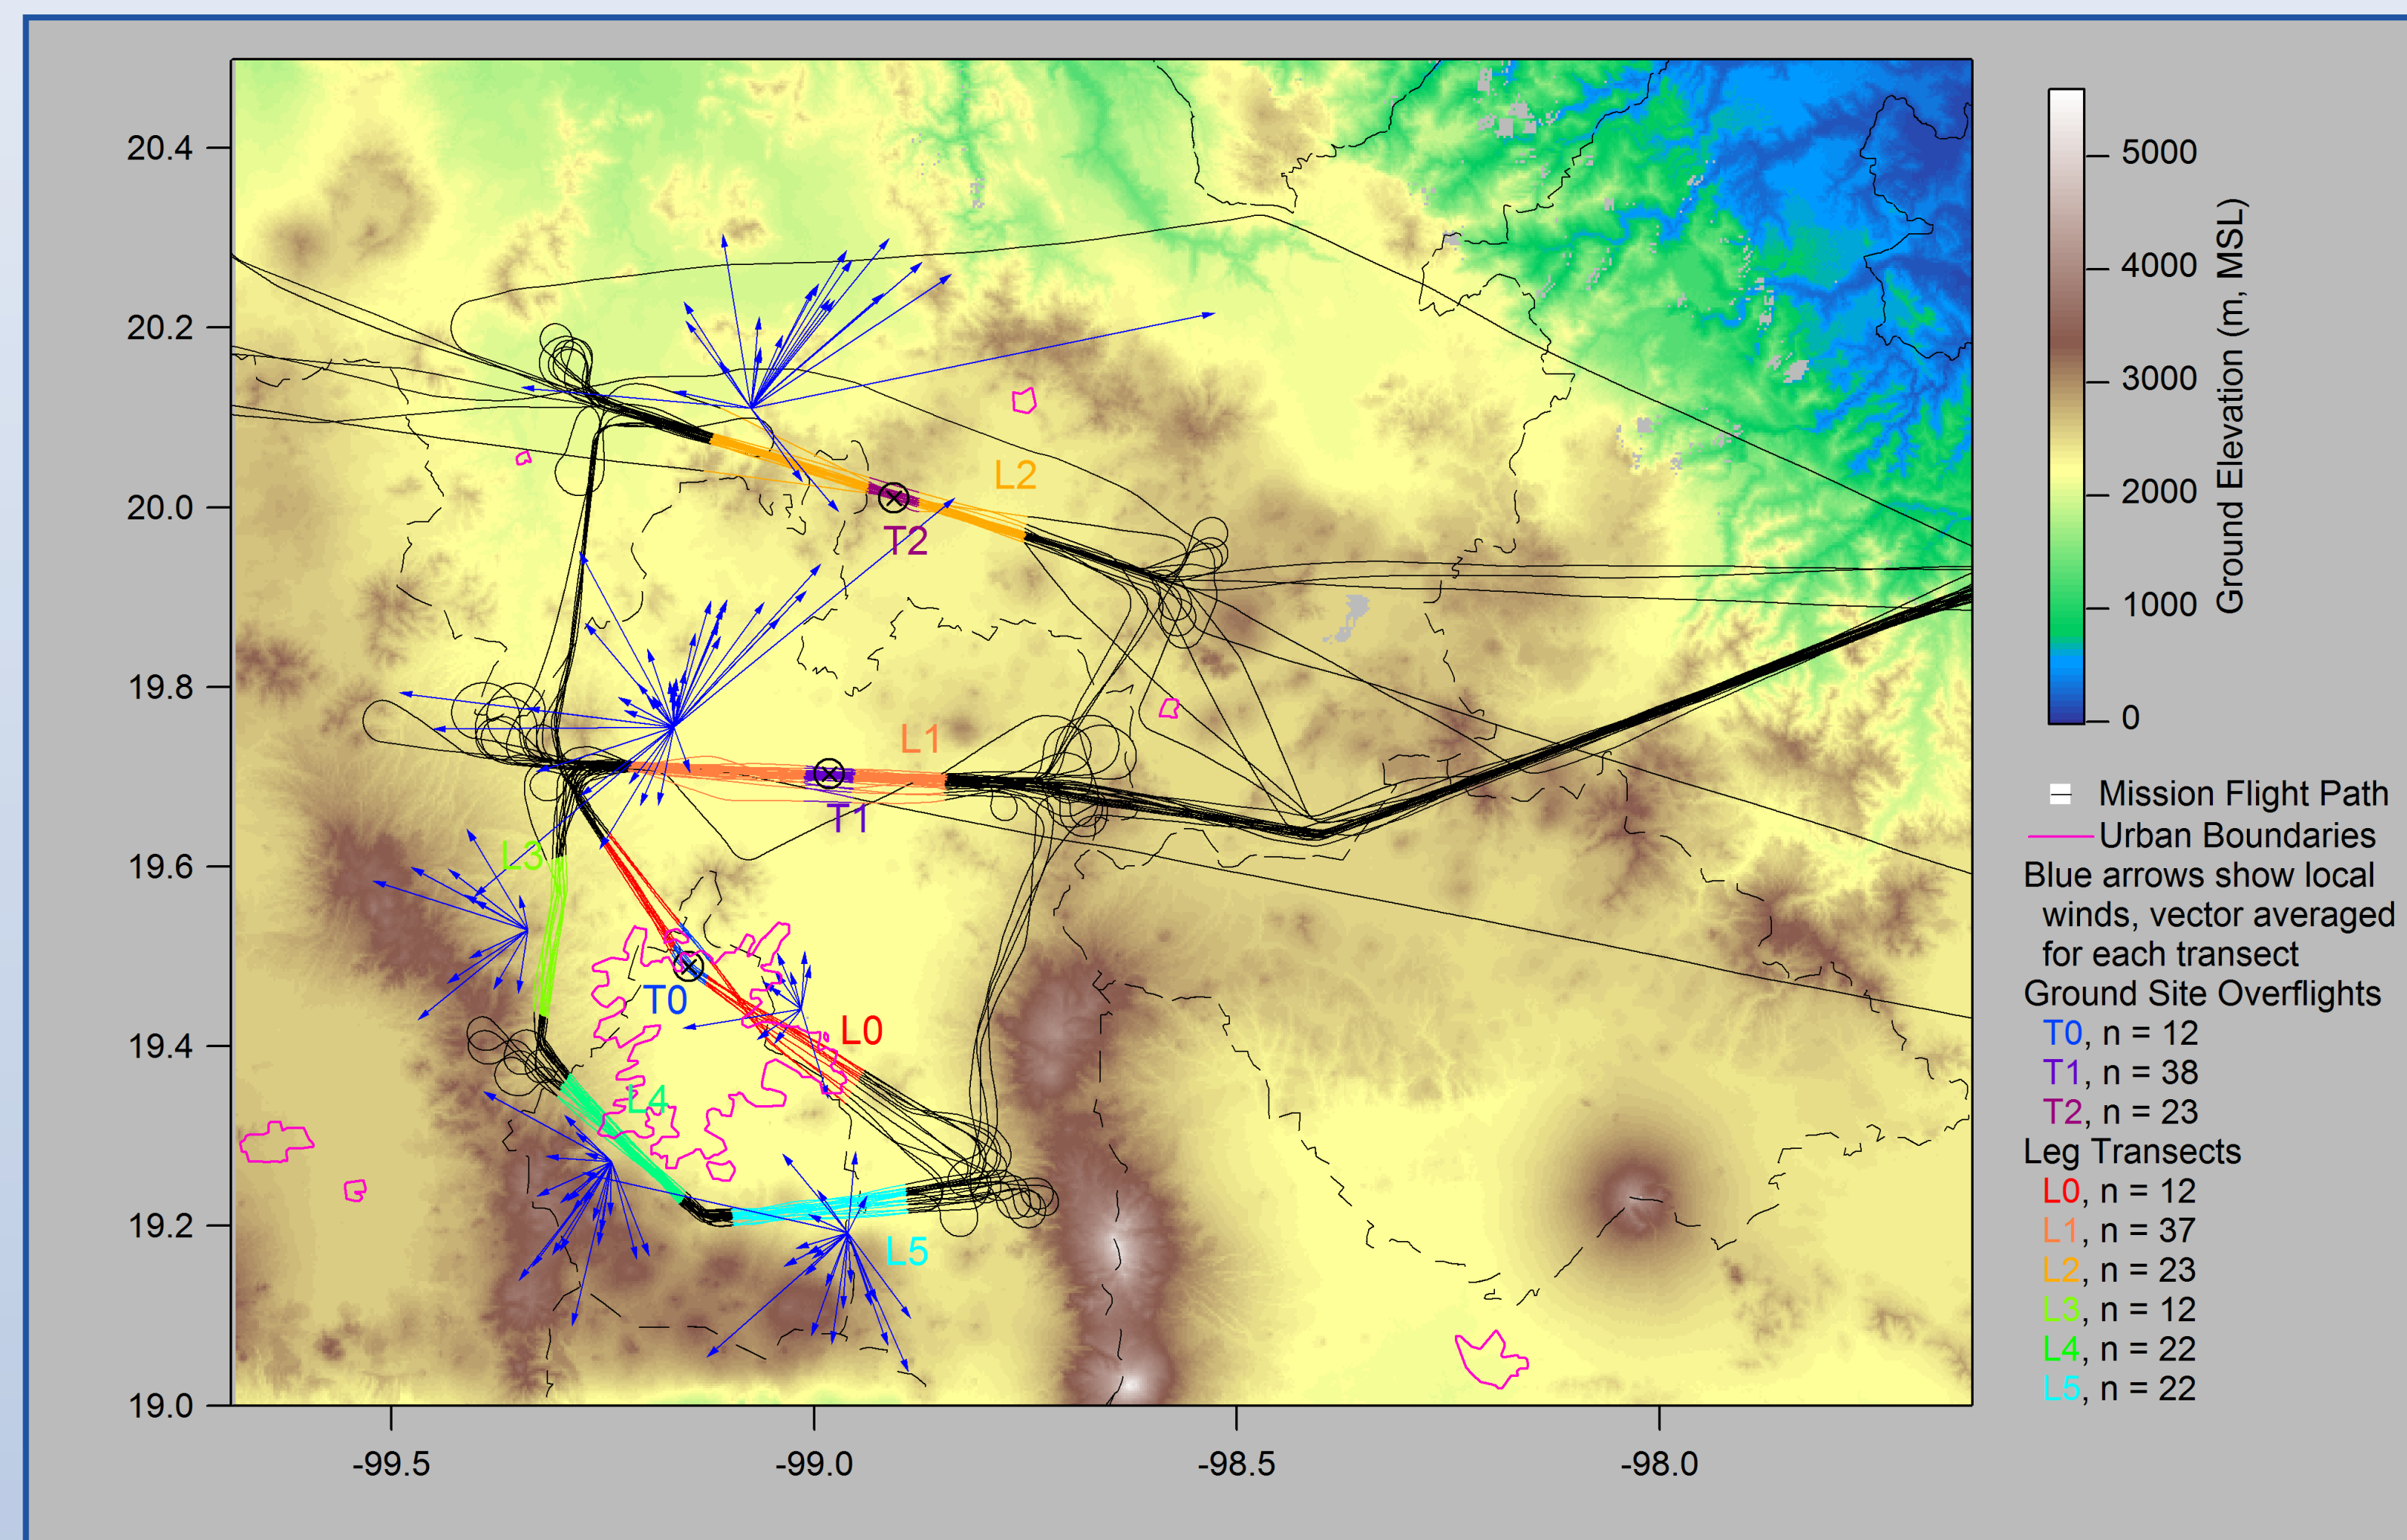 20.4
20.2
20.0
19.8
19.6
19.4
19.2
19.0
-99.5
-99.0
-98.5
-98.0
L2
T2
L1
T1
L3
T0
L0
L4
L5
5000
4000
3000
2000
1000
0
Ground Elevation (m, MSL)
Mission Flight Path
Urban Boundaries
Blue arrows show local
winds, vector averaged
for each transect
Ground Site Overflights
T0, n = 12
T1, n = 38
T2, n = 23
Leg Transects
L0, n = 12
L1, n = 37
L2, n = 23
L3, n = 12
L4, n = 22
L5, n = 22